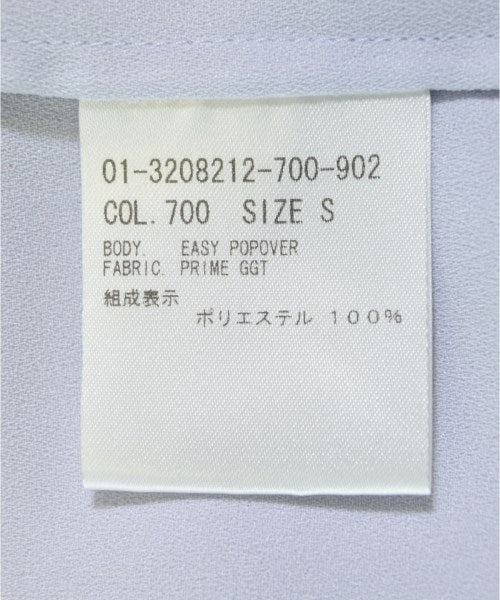 01-3208212-700-902
COL. 700 SIZE S
BODY. EASY POPOVER
FABRIC. PRIME GGT
組成表示
ポリエステル 100%